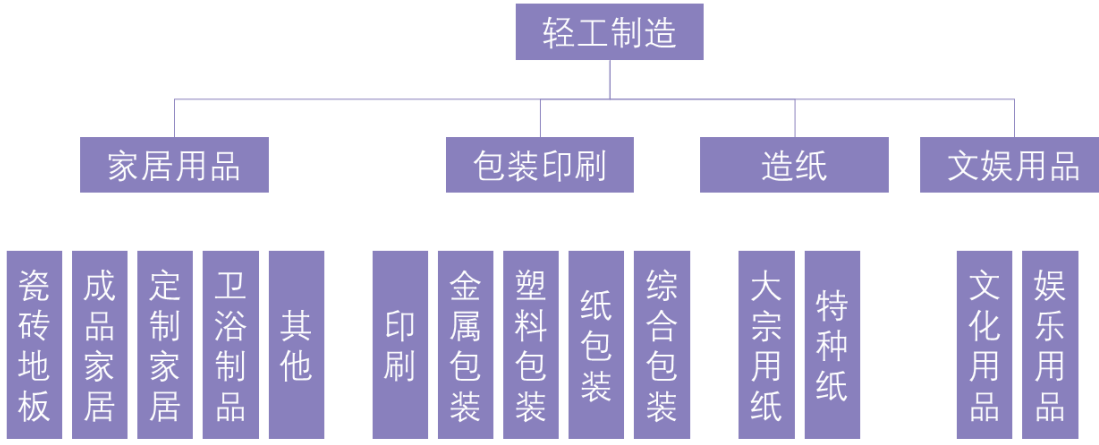 轻工制造
家居用品
包装印刷
造纸
文娱用品
瓷砖地板
成品家居
定制家居
卫浴制品
其他
印刷
金属包装
塑料包装
纸包装
综合包装
大宗用纸
特种纸
文化用品
娱乐用品